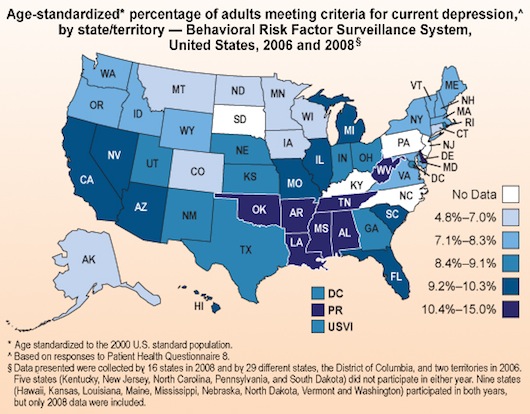 Age-standardized* percentage of adults meeting criteria for current depression,^
by state/territory — Behavioral Risk Factor Surveillance System,
United States, 2006 and 2008§
WA
MT
ND
MN
VT
ME
OR
ID
SD
WI
MI
NY
NH
MA
RI
CT
WY
IA
PA
NJ
DE
MD
DC
NV
UT
CO
NE
IL
IN
OH
WV
VA
CA
KS
MO
KY
NC
AZ
NM
OK
AR
TN
SC
MS
AL
GA
TX
LA
FL
AK
HI
DC
PR
USVI
No Data
4.8%–7.0%
7.1%–8.3%
8.4%–9.1%
9.2%–10.3%
10.4%–15.0%
* Age standardized to the 2000 U.S. standard population.
^ Based on responses to Patient Health Questionnaire 8.
§ Data presented were collected by 16 states in 2008 and by 29 different states, the District of Columbia, and two territories in 2006.
Five states (Kentucky, New Jersey, North Carolina, Pennsylvania, and South Dakota) did not participate in either year. Nine states
(Hawaii, Kansas, Louisiana, Maine, Mississippi, Nebraska, North Dakota, Vermont and Washington) participated in both years,
but only 2008 data were included.